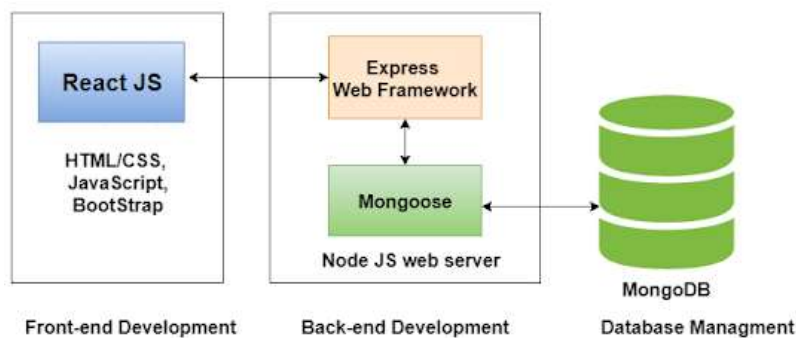 React JS
HTML/CSS,
JavaScript,
BootStrap
Front-end Development
Express
Web Framework
Mongoose
Node JS web server
Back-end Development
MongoDB
Database Managment